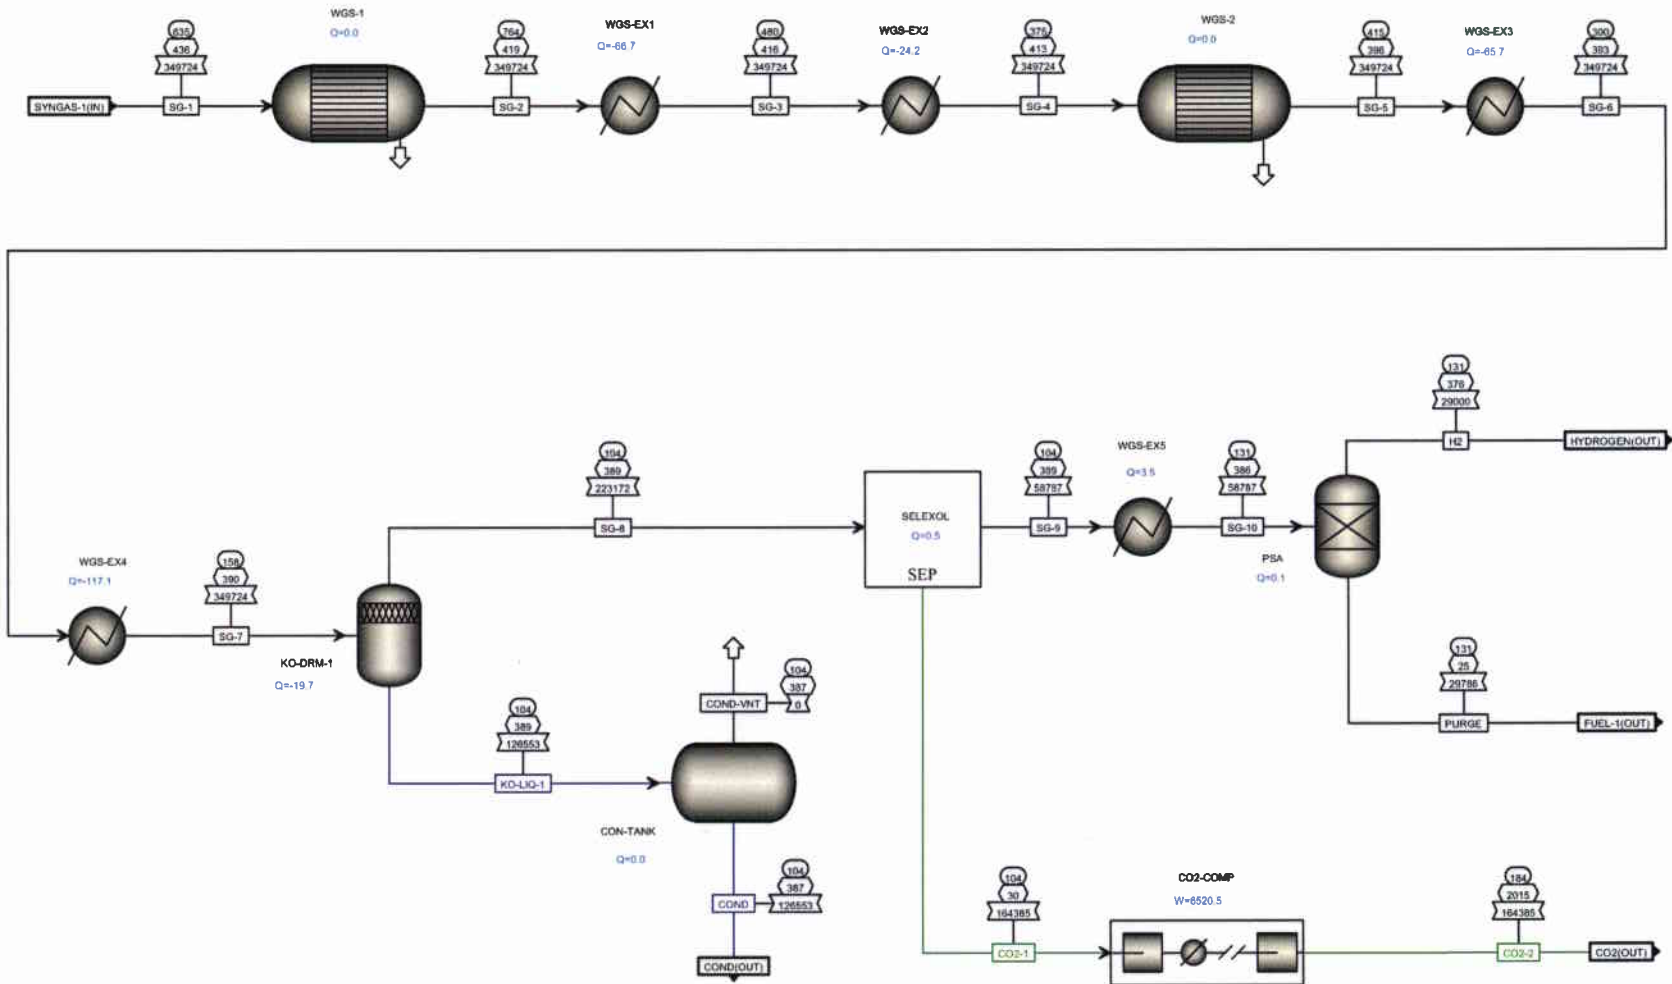 WGS-1
Q=0.0
635
436
349724
SYNGAS-1(IN)
SG-1
764
419
349724
SG-2
WGS-EX1
Q=-66.7
480
416
349724
SG-3
WGS-EX2
Q=-24.2
375
413
349724
SG-4
WGS-2
Q=0.0
415
396
349724
SG-5
WGS-EX3
Q=-65.7
300
393
349724
SG-6
WGS-EX4
Q=-117.1
158
390
349724
SG-7
KO-DRM-1
Q=-19.7
104
389
223172
SG-8
SELEXOL
Q=0.5
SEP
104
389
58787
SG-9
WGS-EX5
Q=3.5
131
386
58787
SG-10
PSA
Q=0.1
131
376
29000
H2
HYDROGEN(OUT)
131
25
29786
PURGE
FUEL-1(OUT)
104
389
126553
KO-LIQ-1
COND-VNT
104
387
0
CON-TANK
Q=0.0
COND
104
387
126553
COND(OUT)
104
30
164385
CO2-1
CO2-COMP
W=6520.5
184
2015
164385
CO2-2
CO2(OUT)